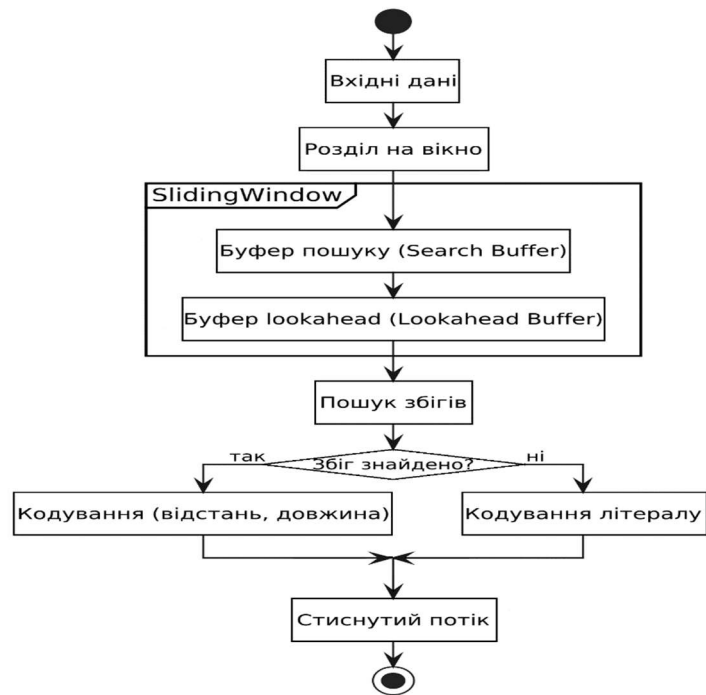 Вхідні дані
Розділ на вікно
SlidingWindow
Буфер пошуку (Search Buffer)
Буфер lookahead (Lookahead Buffer)
Пошук збігів
так
Збіг знайдено?
ні
Кодування (відстань, довжина)
Кодування літералу
Стиснутий потік